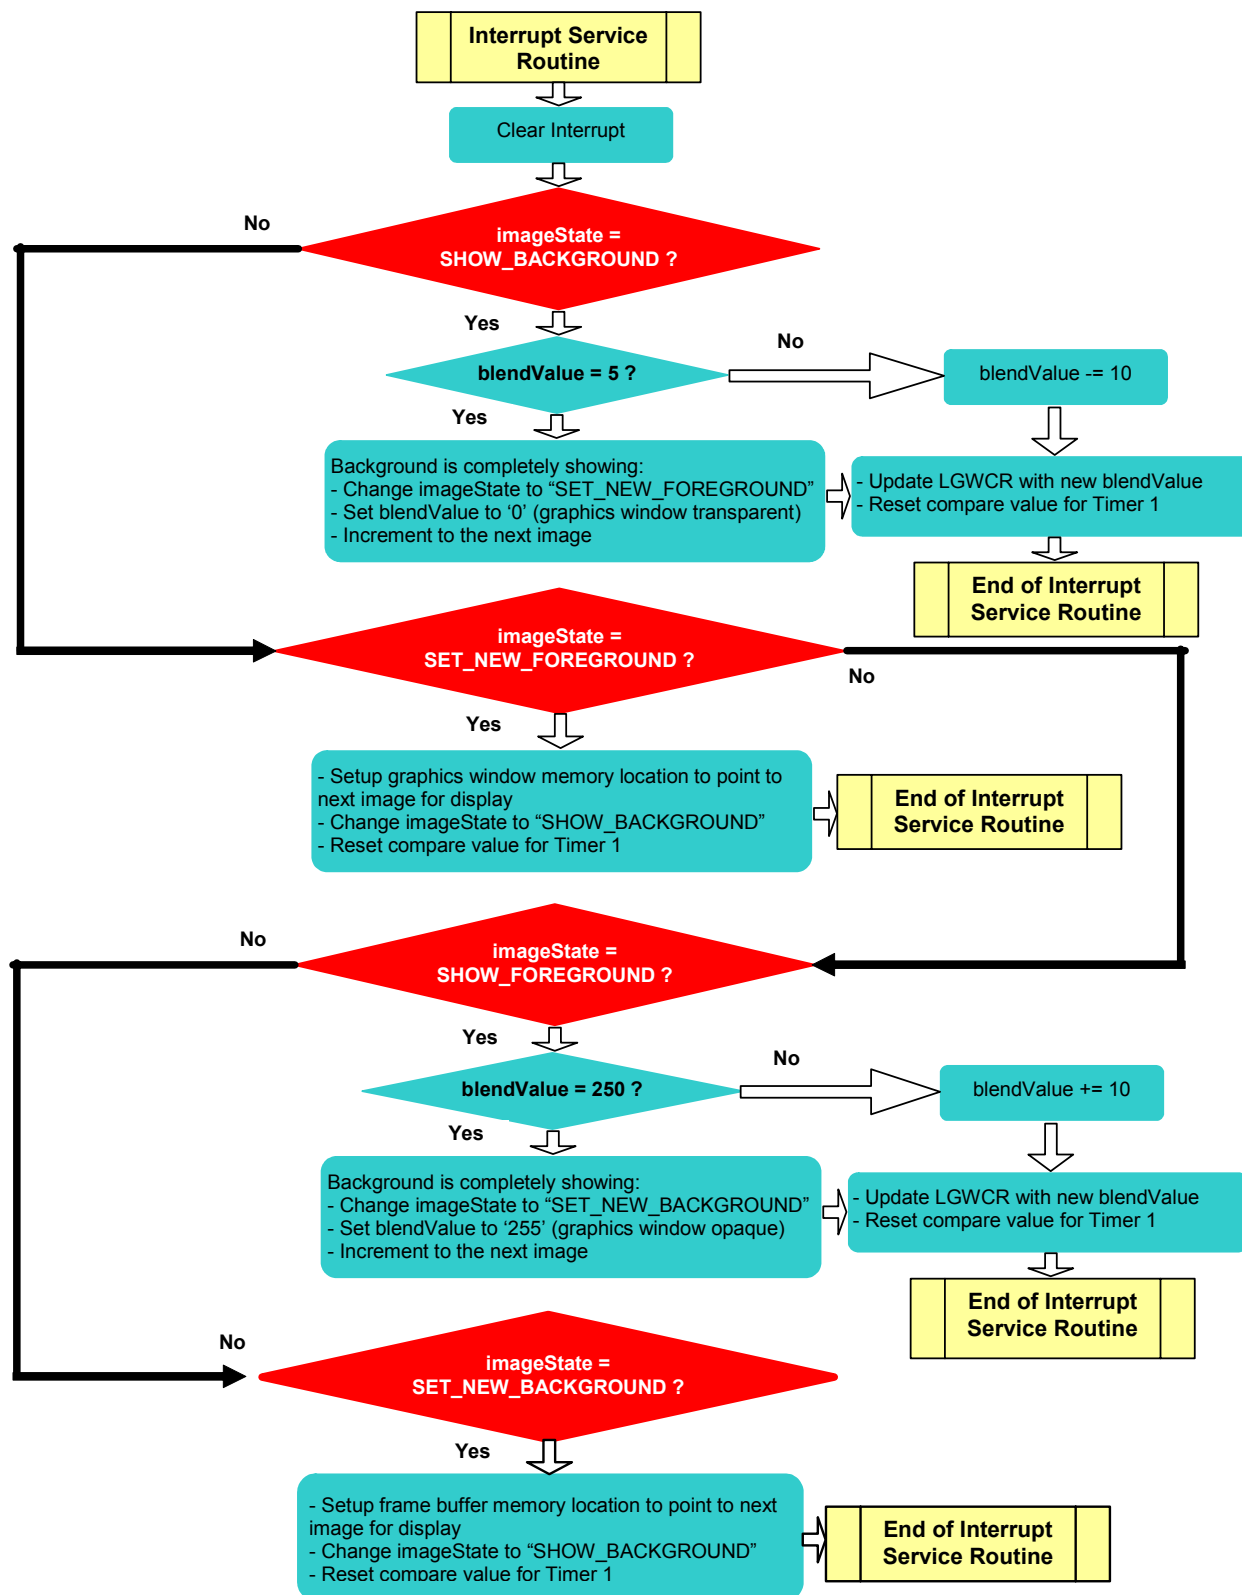 Interrupt Service
Routine
Clear Interrupt
No
imageState =
SHOW_BACKGROUND ?
Yes
No
blendValue = 5 ?
blendValue -= 10
Yes
Background is completely showing:
- Change imageState to “SET_NEW_FOREGROUND”
- Set blendValue to ‘0’ (graphics window transparent)
- Increment to the next image
- Update LGWCR with new blendValue
- Reset compare value for Timer 1
End of Interrupt
Service Routine
imageState =
SET_NEW_FOREGROUND ?
No
Yes
- Setup graphics window memory location to point to
next image for display
- Change imageState to “SHOW_BACKGROUND”
- Reset compare value for Timer 1
End of Interrupt
Service Routine
No
imageState =
SHOW_FOREGROUND ?
Yes
No
blendValue = 250 ?
blendValue += 10
Yes
Background is completely showing:
- Change imageState to “SET_NEW_BACKGROUND”
- Set blendValue to ‘255’ (graphics window opaque)
- Increment to the next image
- Update LGWCR with new blendValue
- Reset compare value for Timer 1
End of Interrupt
Service Routine
No
imageState =
SET_NEW_BACKGROUND ?
Yes
- Setup frame buffer memory location to point to next
image for display
- Change imageState to “SHOW_BACKGROUND”
- Reset compare value for Timer 1
End of Interrupt
Service Routine